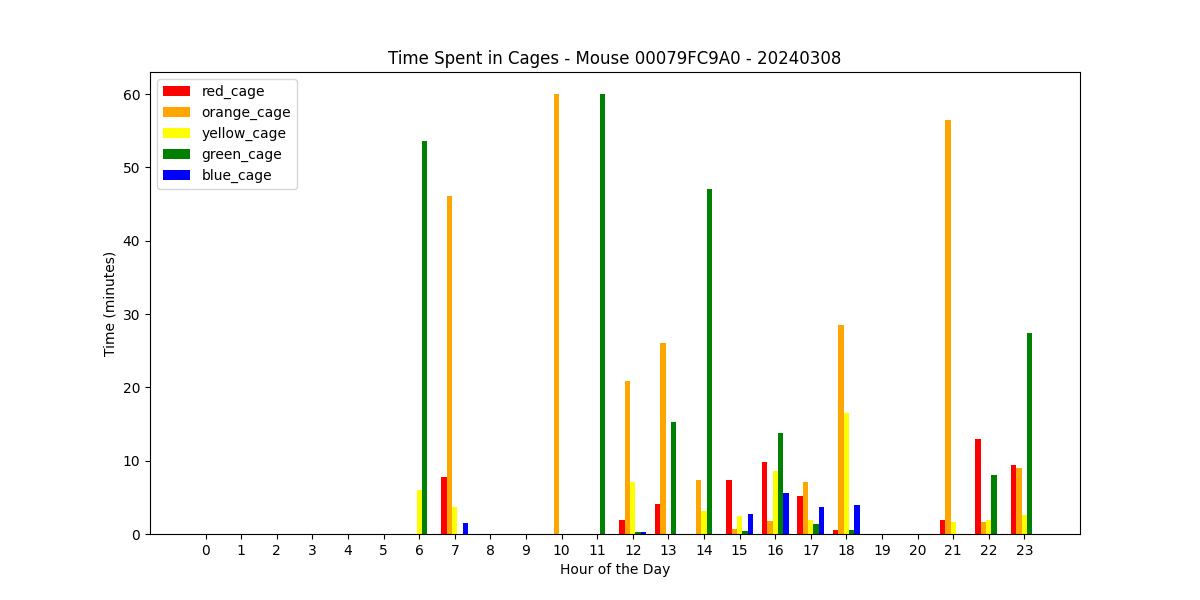 Time Spent in Cages - Mouse 00079FC9A0 - 20240308
red_cage
orange_cage
yellow_cage
green_cage
blue_cage
60
50
40
30
20
10
0
Time (minutes)
0 1 2 3 4 5 6 7 8 9 10 11 12 13 14 15 16 17 18 19 20 21 22 23
Hour of the Day